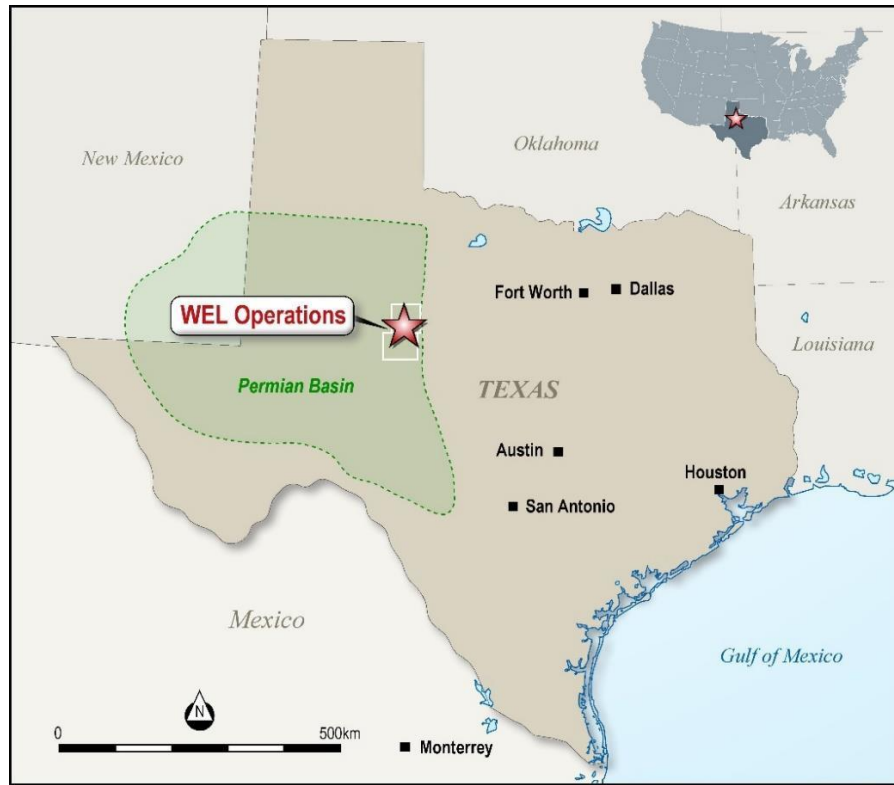 New Mexico
Oklahoma
Arkansas
WEL Operations
Fort Worth
Dallas
Louisiana
Permian Basin
TEXAS
Austin
Houston
San Antonio
Mexico
Gulf of Mexico
N
0
500km
Monterrey